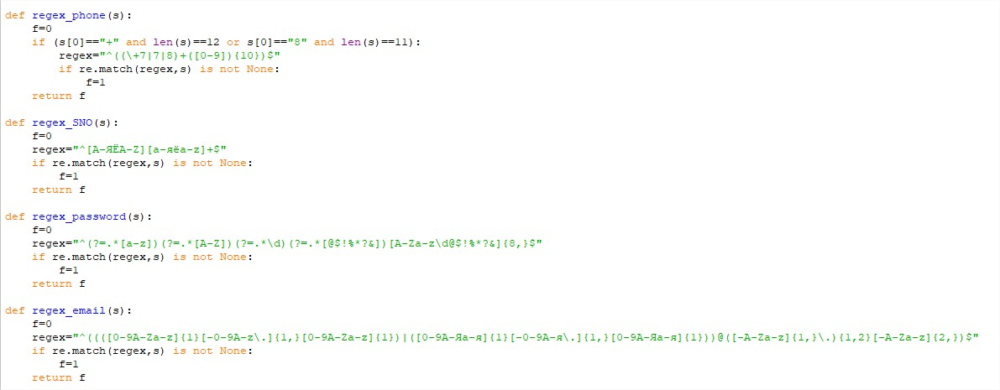 def regex_phone(s):
    f=0
    if (s[0]=="+" and len(s)==12 or s[0]=="8" and len(s)==11):
        regex="^((\+7|7|8)+([0-9]){10})$"
        if re.match(regex,s) is not None:
            f=1
    return f

def regex_SNO(s):
    f=0
    regex="^[А-ЯЁA-Z][а-яёa-z]+$"
    if re.match(regex,s) is not None:
        f=1
    return f

def regex_password(s):
    f=0
    regex="^(?=.*[a-z])(?=.*[A-Z])(?=.*\d)(?=.*[@$!%*?&])[A-Za-z\d@$!%*?&]{8,}$"
    if re.match(regex,s) is not None:
        f=1
    return f

def regex_email(s):
    f=0
    regex="^((([0-9A-Za-z]{1}[-0-9A-z\.]{1,}[0-9A-Za-z]{1})|([0-9А-Яа-я]{1}[-0-9А-я\.]{1,}[0-9А-Яа-я]{1}))@([-A-Za-z]{1,}\.){1,2}[-A-Za-z]{2,})$"
    if re.match(regex,s) is not None:
        f=1
    return f